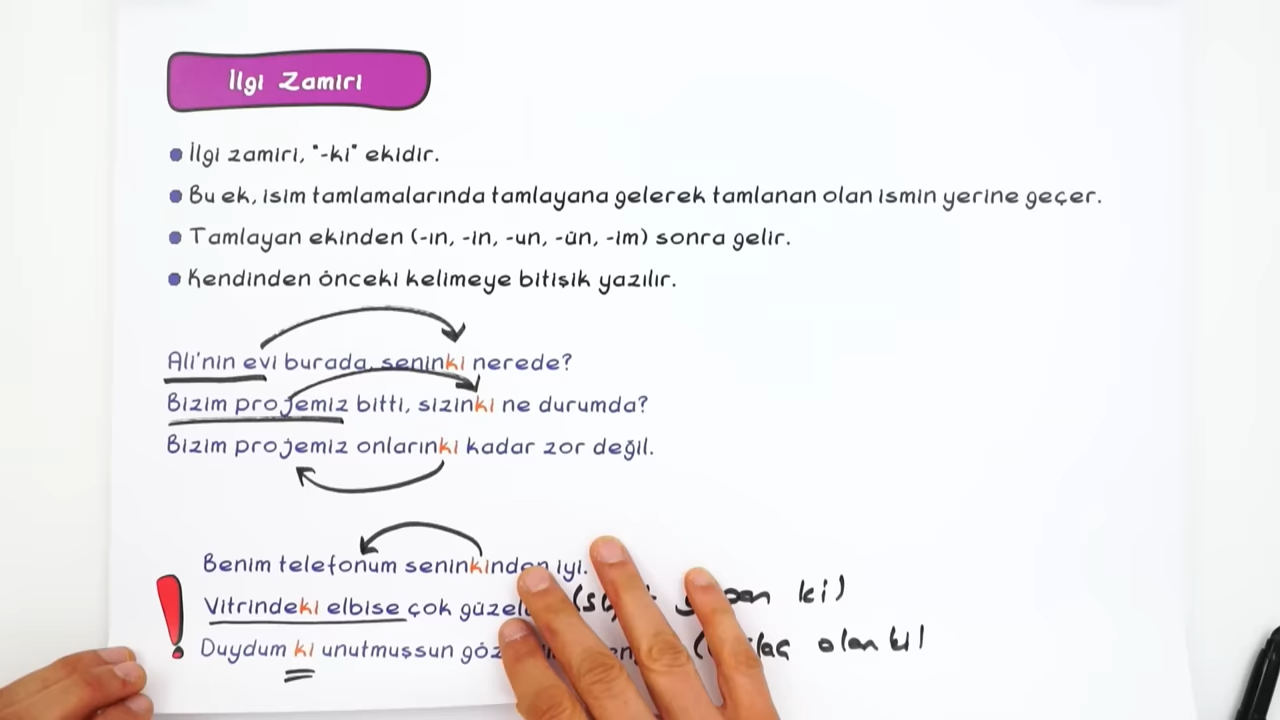 İlgi Zamiri
İlgi zamiri, "-ki" ekidir.
Bu ek, isim tamlamalarında tamlayana gelerek tamlanan olan ismin yerine geçer.
Tamlayan ekinden (-ın, -in, -un, -ün, -im) sonra gelir.
Kendinden önceki kelimeye bitişik yazılır.
Ali'nin evi burada, seninki nerede?
Bizim projemiz bitti, sizinki ne durumda?
Bizim projemiz onlarınki kadar zor değil.
Benim telefonum seninkinden iyi.
Vitrindeki elbise çok ki)
Duydum ki unutmuşsun olan ki)